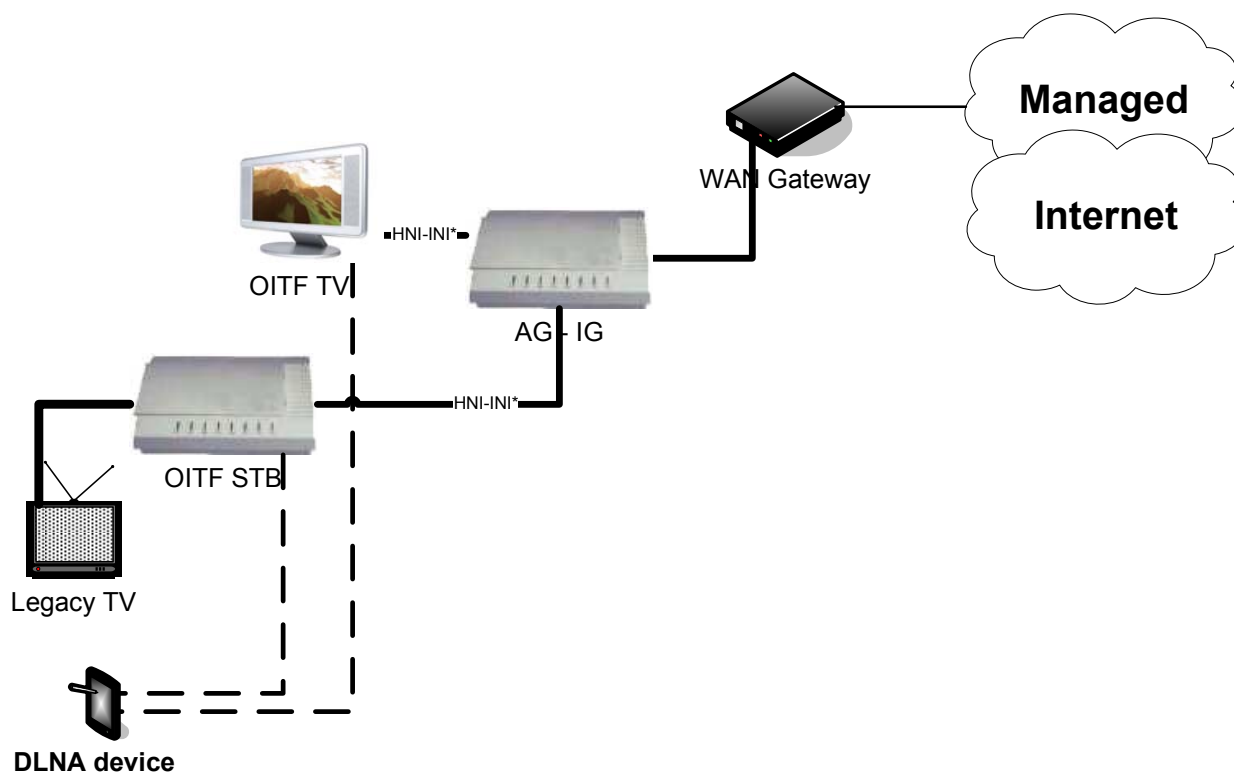 Managed
Internet
WAN Gateway
HNI-INI*
OITF TV
AG - IG
HNI-INI*
OITF STB
Legacy TV
DLNA device